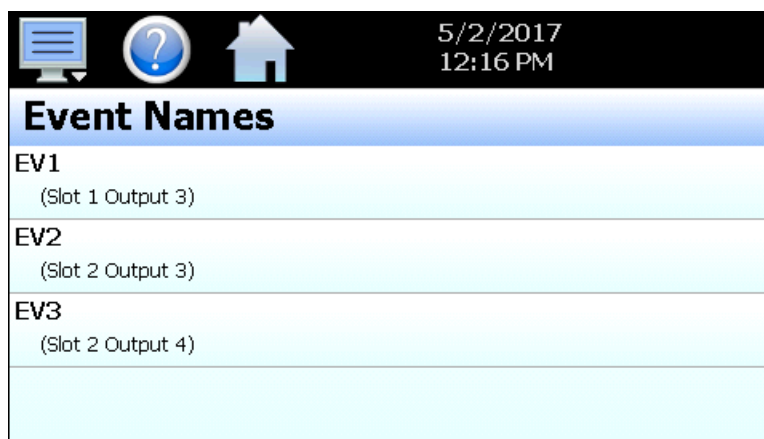 5/2/2017
12:16 PM
Event Names
EV1
(Slot 1 Output 3)
EV2
(Slot 2 Output 3)
EV3
(Slot 2 Output 4)